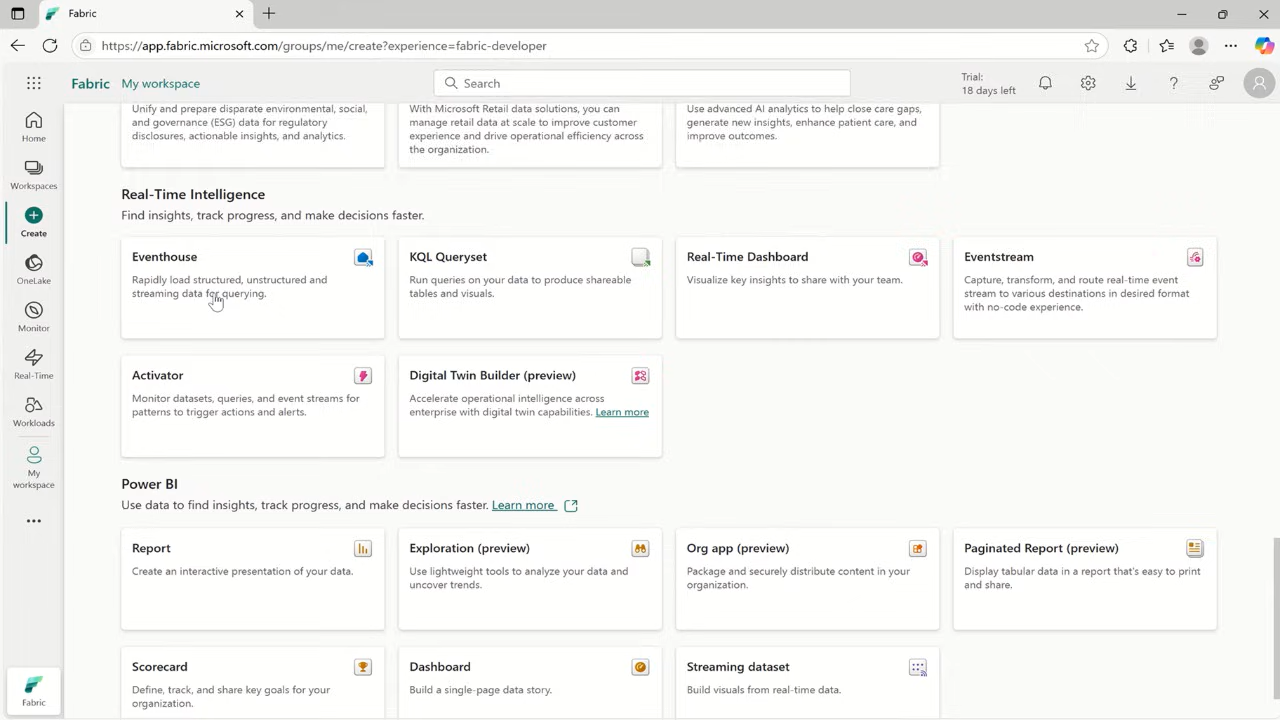 Fabric
https://app.fabric.microsoft.com/groups/me/create?experience=fabric-developer
Fabric My workspace
Search
Trial:
18 days left
Home
Workspaces
Create
OneLake
Monitor
Real-Time
Workloads
My
workspace
Fabric
Unify and prepare disparate environmental, social,
and governance (ESG) data for regulatory
disclosures, actionable insights, and analytics.
With Microsoft Retail data solutions, you can
manage retail data at scale to improve customer
experience and drive operational efficiency across
the organization.
Use advanced AI analytics to help close care gaps,
generate new insights, enhance patient care, and
improve outcomes.
Real-Time Intelligence
Find insights, track progress, and make decisions faster.
Eventhouse
Rapidly load structured, unstructured and
streaming data for querying.
KQL Queryset
Run queries on your data to produce shareable
tables and visuals.
Real-Time Dashboard
Visualize key insights to share with your team.
Eventstream
Capture, transform, and route real-time event
stream to various destinations in desired format
with no-code experience.
Activator
Monitor datasets, queries, and event streams for
patterns to trigger actions and alerts.
Digital Twin Builder (preview)
Accelerate operational intelligence across
enterprise with digital twin capabilities. Learn more
Power BI
Use data to find insights, track progress, and make decisions faster. Learn more
Report
Create an interactive presentation of your data.
Exploration (preview)
Use lightweight tools to analyze your data and
uncover trends.
Org app (preview)
Package and securely distribute content in your
organization.
Paginated Report (preview)
Display tabular data in a report that's easy to print
and share.
Scorecard
Define, track, and share key goals for your
organization.
Dashboard
Build a single-page data story.
Streaming dataset
Build visuals from real-time data.